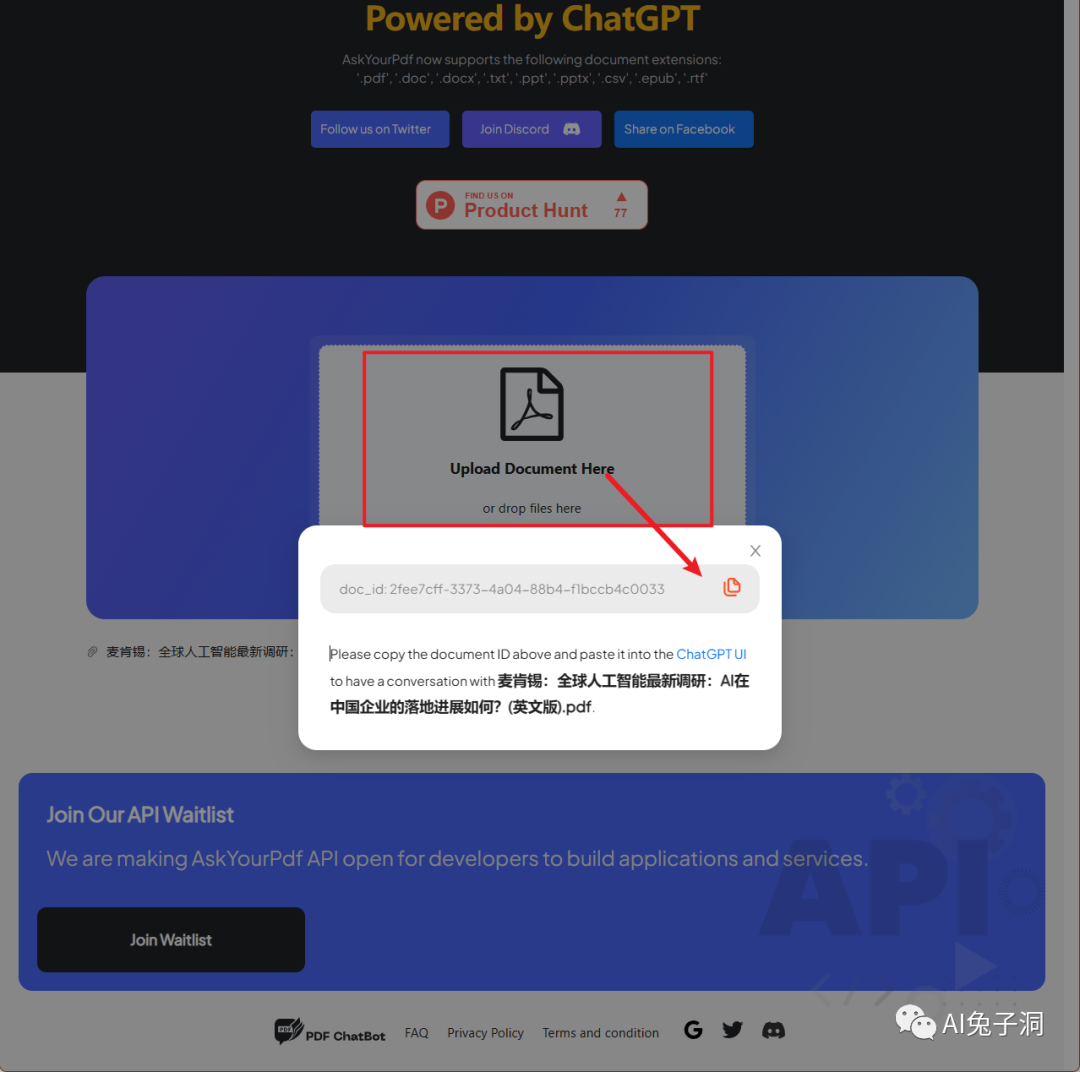 Powered by ChatGPT
AskYourPdf now supports the following document extensions:
'.pdf', '.doc', '.docx', '.txt', '.ppt', '.pptx', '.csv', '.epub', '.rtf'
Follow us on Twitter
Join Discord
Share on Facebook
P
FIND US ON
Product Hunt
77
Upload Document Here
or drop files here
X
doc_id: 2fee7cff-3373-4a04-88b4-f1bccb4c0033
麦肯锡：全球人工智能最新调研：
Please copy the document ID above and paste it into the ChatGPT UI
to have a conversation with 麦肯锡：全球人工智能最新调研：AI在
中国企业的落地进展如何？(英文版).pdf.
Join Our API Waitlist
We are making AskYourPdf API open for developers to build applications and services.
API
Join Waitlist
PDF
PDF ChatBot
FAQ
Privacy Policy
Terms and condition
G
AI兔子洞